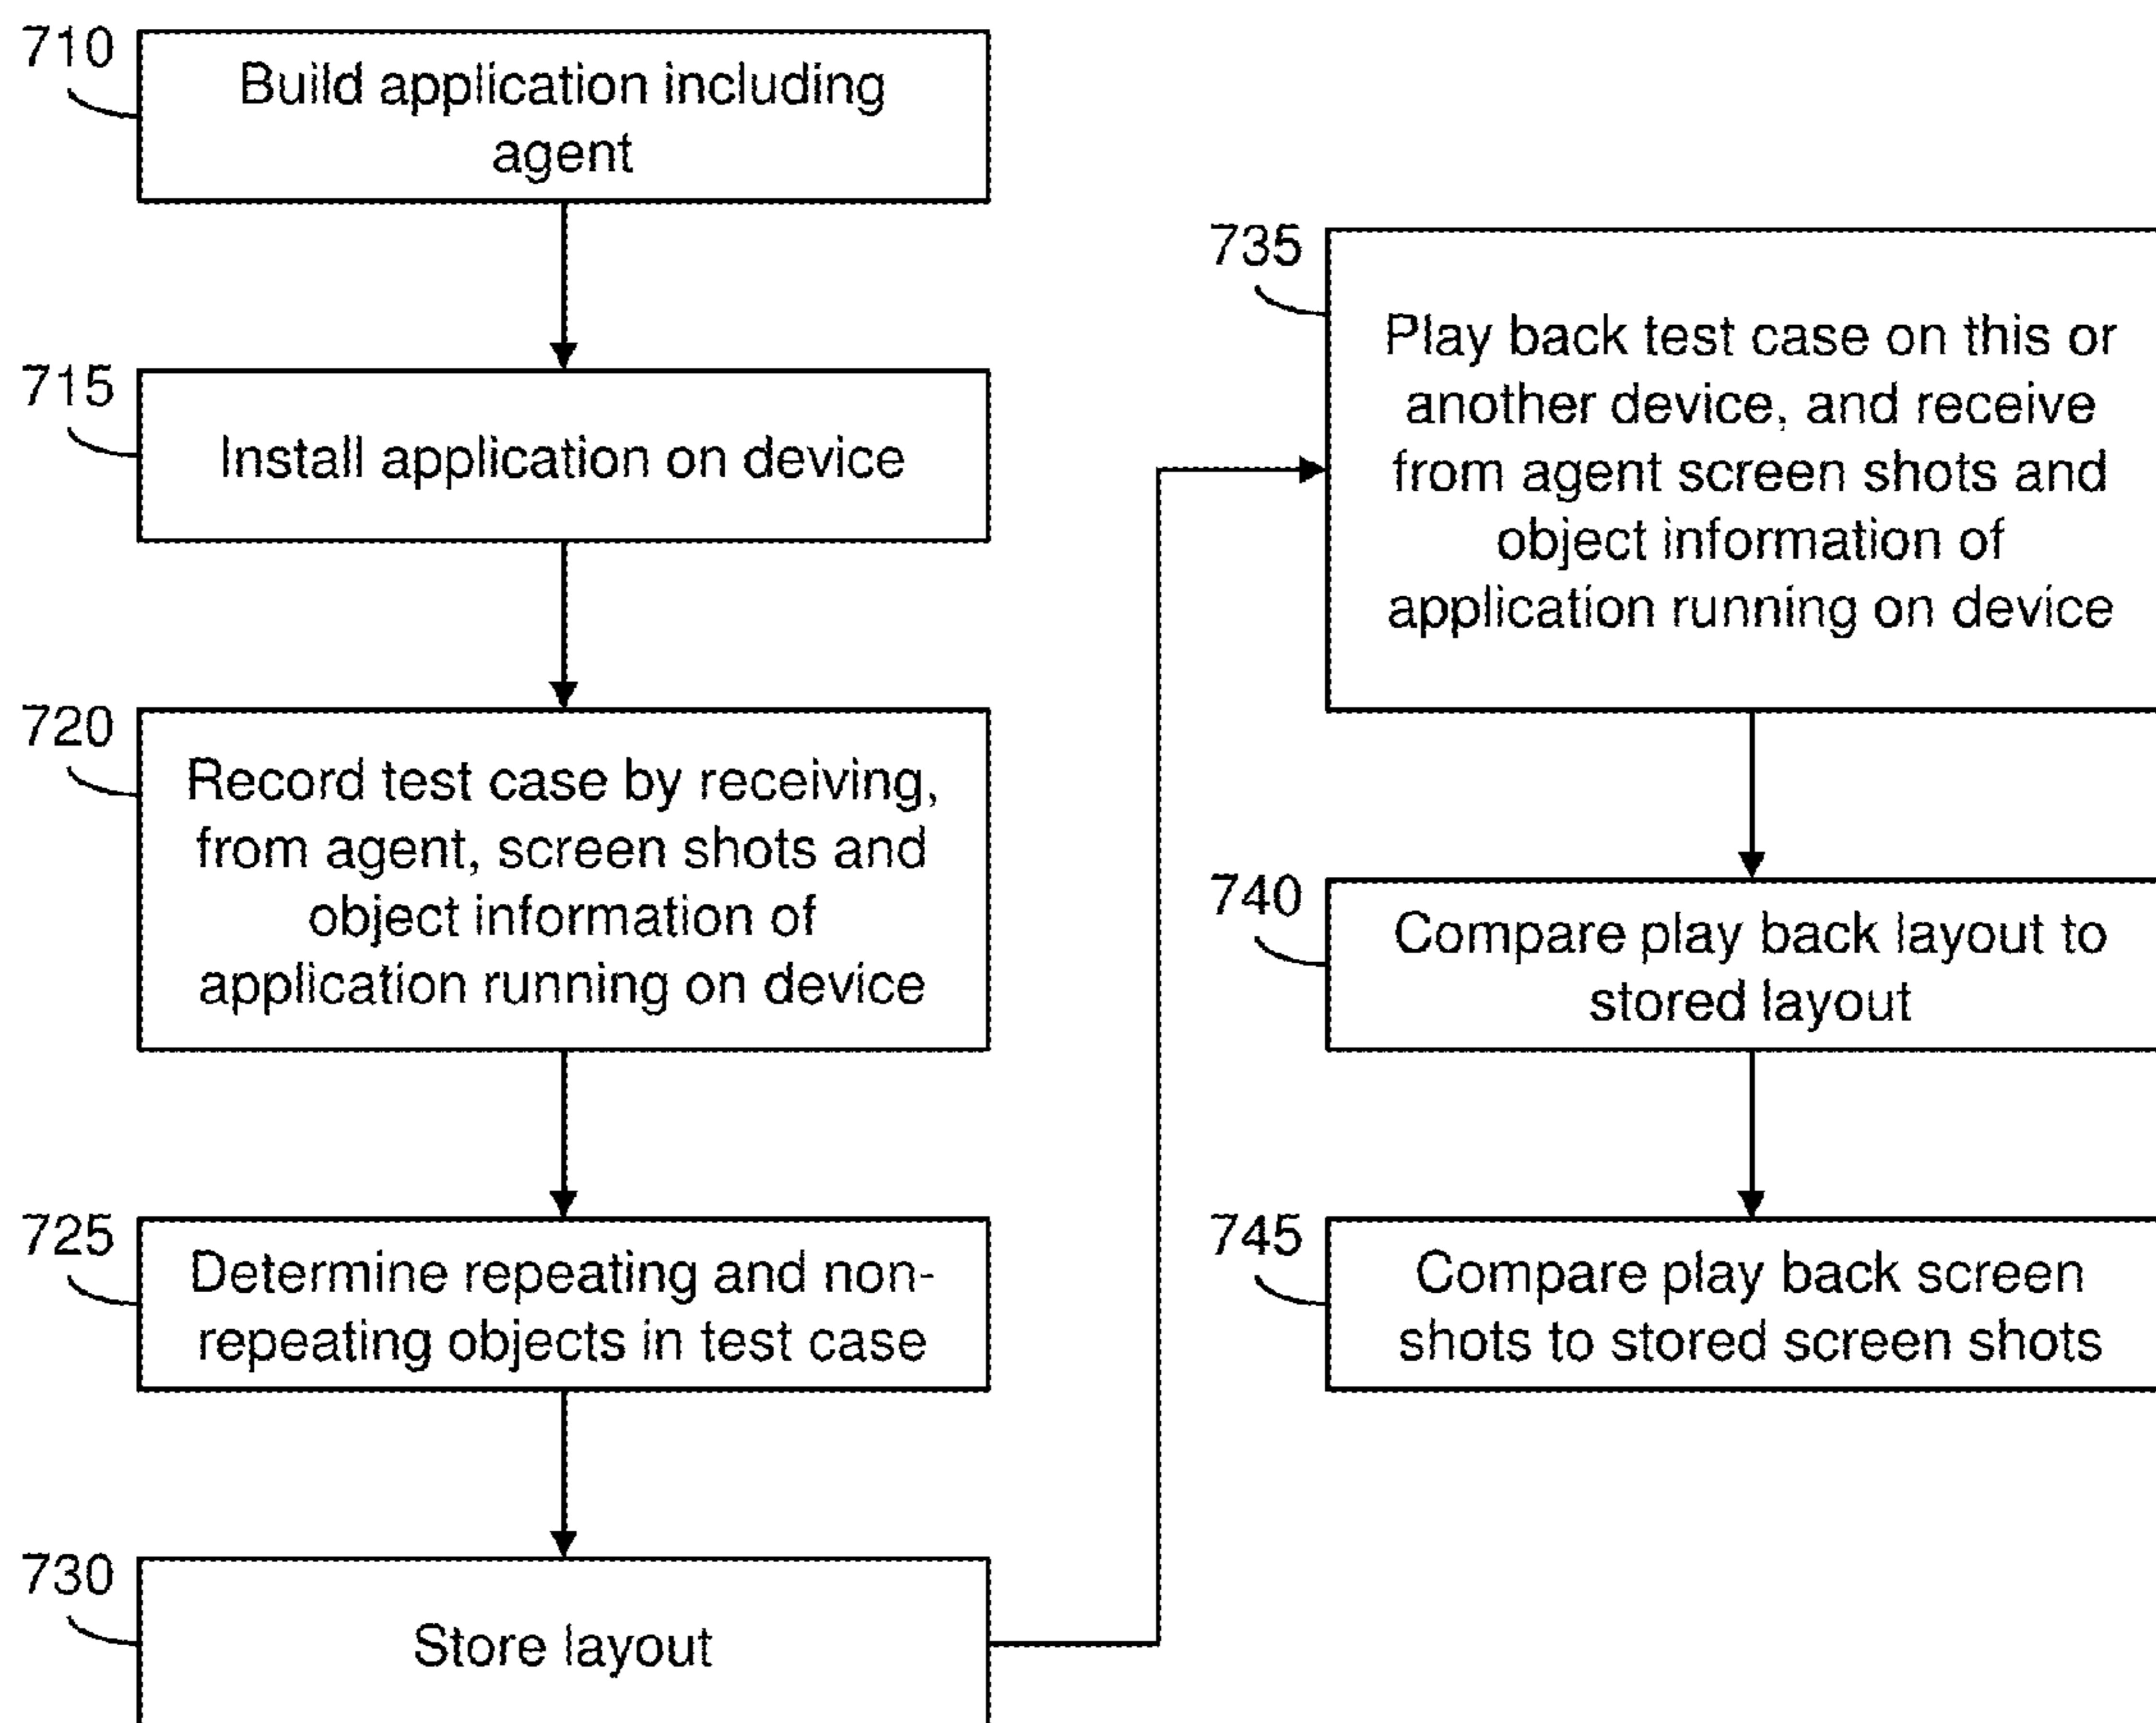 710
Build application including
agent
715
Install application on device
720
Record test case by receiving,
from agent, screen shots and
object information of
application running on device
725
Determine repeating and non-
repeating objects in test case
730
Store layout
735
Play back test case on this or
another device, and receive
from agent screen shots and
object information of
application running on device
740
Compare play back layout to
stored layout
745
Compare play back screen
shots to stored screen shots